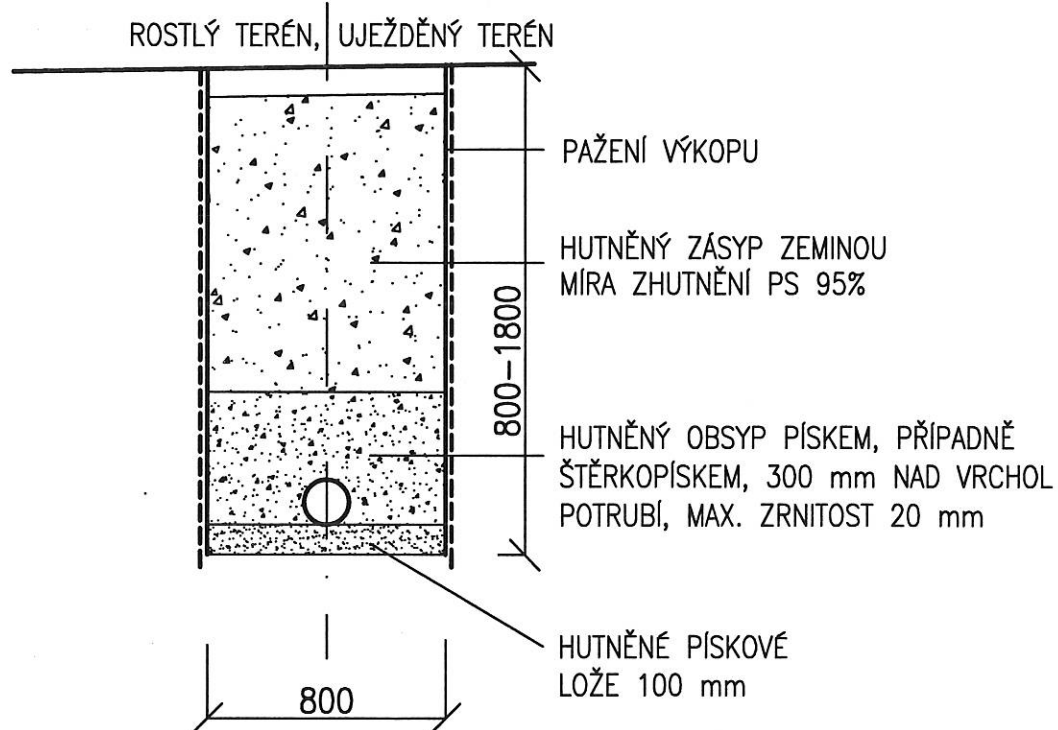 ROSTLÝ TERÉN, UJEŽDĚNÝ TERÉN
PAŽENÍ VÝKOPU
HUTNĚNÝ ZÁSYP ZEMINOU
MÍRA ZHUTNĚNÍ PS 95%
800-1800
HUTNĚNÝ OBSYP PÍSKEM, PŘÍPADNĚ
ŠTĚRKOPÍSKEM, 300 mm NAD VRCHOL
POTRUBÍ, MAX. ZRNITOST 20 mm
HUTNĚNÉ PÍSKOVÉ
LOŽE 100 mm
800